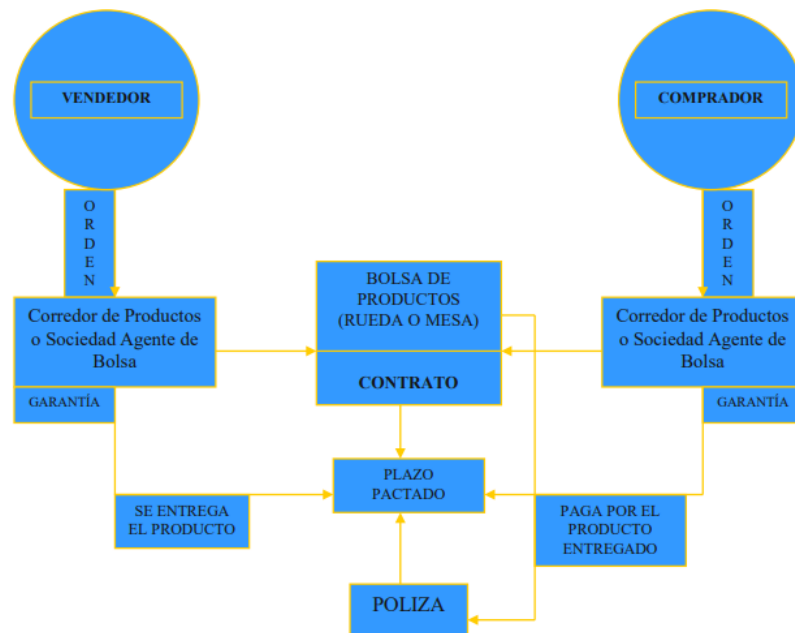 VENDEDOR
COMPRADOR
O
R
D
E
N
O
R
D
E
N
BOLSA DE
PRODUCTOS
(RUEDA O MESA)
Corredor de Productos
o Sociedad Agente de
Bolsa
Corredor de Productos
o Sociedad Agente de
Bolsa
CONTRATO
GARANTÍA
GARANTÍA
PLAZO
PACTADO
SE ENTREGA
EL PRODUCTO
PAGA POR EL
PRODUCTO
ENTREGADO
POLIZA